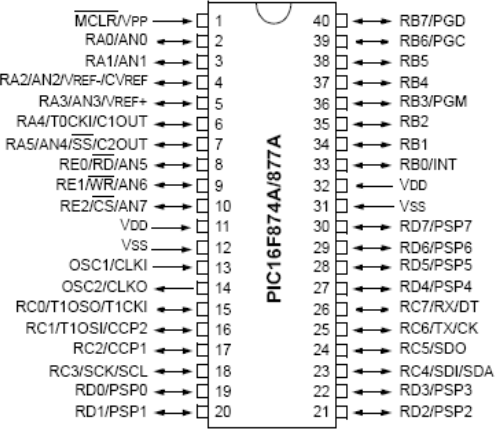 MCLR/VPP 1 40 RB7/PGD
RA0/AN0 2 39 RB6/PGC
RA1/AN1 3 38 RB5
RA2/AN2/VREF-/CVREF 4 37 RB4
RA3/AN3/VREF+ 5 36 RB3/PGM
RA4/T0CKI/C1OUT 6 35 RB2
RA5/AN4/SS/C2OUT 7 34 RB1
RE0/RD/AN5 8 33 RB0/INT
RE1/WR/AN6 9 32 VDD
RE2/CS/AN7 10 31 VSS
VDD 11 30 RD7/PSP7
VSS 12 29 RD6/PSP6
OSC1/CLKI 13 28 RD5/PSP5
OSC2/CLKO 14 27 RD4/PSP4
RC0/T1OSO/T1CKI 15 26 RC7/RX/DT
RC1/T1OSI/CCP2 16 25 RC6/TX/CK
RC2/CCP1 17 24 RC5/SDO
RC3/SCK/SCL 18 23 RC4/SDI/SDA
RD0/PSP0 19 22 RD3/PSP3
RD1/PSP1 20 21 RD2/PSP2
PIC16F874A/877A